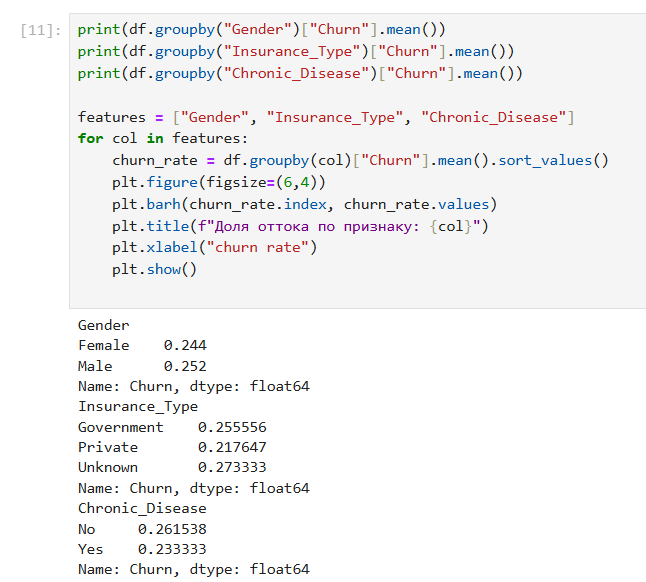 [11]:
print(df.groupby("Gender")["Churn"].mean())
print(df.groupby("Insurance_Type")["Churn"].mean())
print(df.groupby("Chronic_Disease")["Churn"].mean())

features = ["Gender", "Insurance_Type", "Chronic_Disease"]
for col in features:
    churn_rate = df.groupby(col)["Churn"].mean().sort_values()
    plt.figure(figsize=(6,4))
    plt.barh(churn_rate.index, churn_rate.values)
    plt.title(f"Доля оттока по признаку: {col}")
    plt.xlabel("churn rate")
    plt.show()

Gender
Female    0.244
Male      0.252
Name: Churn, dtype: float64
Insurance_Type
Government    0.255556
Private       0.217647
Unknown       0.273333
Name: Churn, dtype: float64
Chronic_Disease
No     0.261538
Yes    0.233333
Name: Churn, dtype: float64